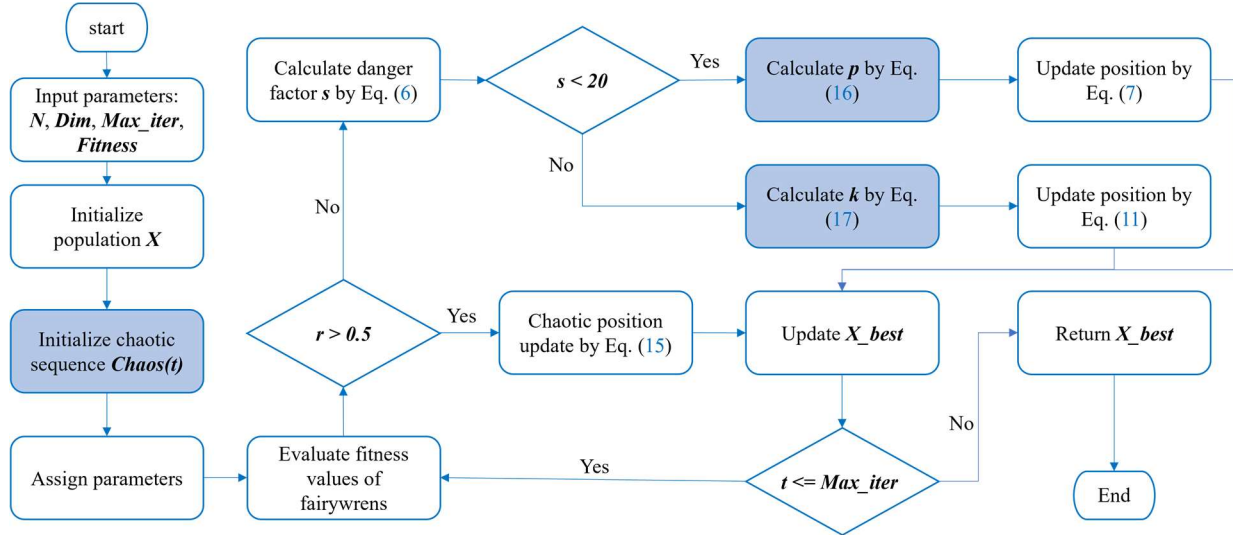 start
Input parameters:
N, Dim, Max_iter,
Fitness
Initialize
population X
Initialize chaotic
sequence Chaos(t)
Assign parameters
Evaluate fitness
values of
fairywrens
r > 0.5
No
Yes
Calculate danger
factor s by Eq. (6)
s < 20
Yes
No
Calculate p by Eq.
(16)
Update position by
Eq. (7)
Calculate k by Eq.
(17)
Update position by
Eq. (11)
Chaotic position
update by Eq. (15)
Update X_best
t <= Max_iter
Yes
No
Return X_best
End